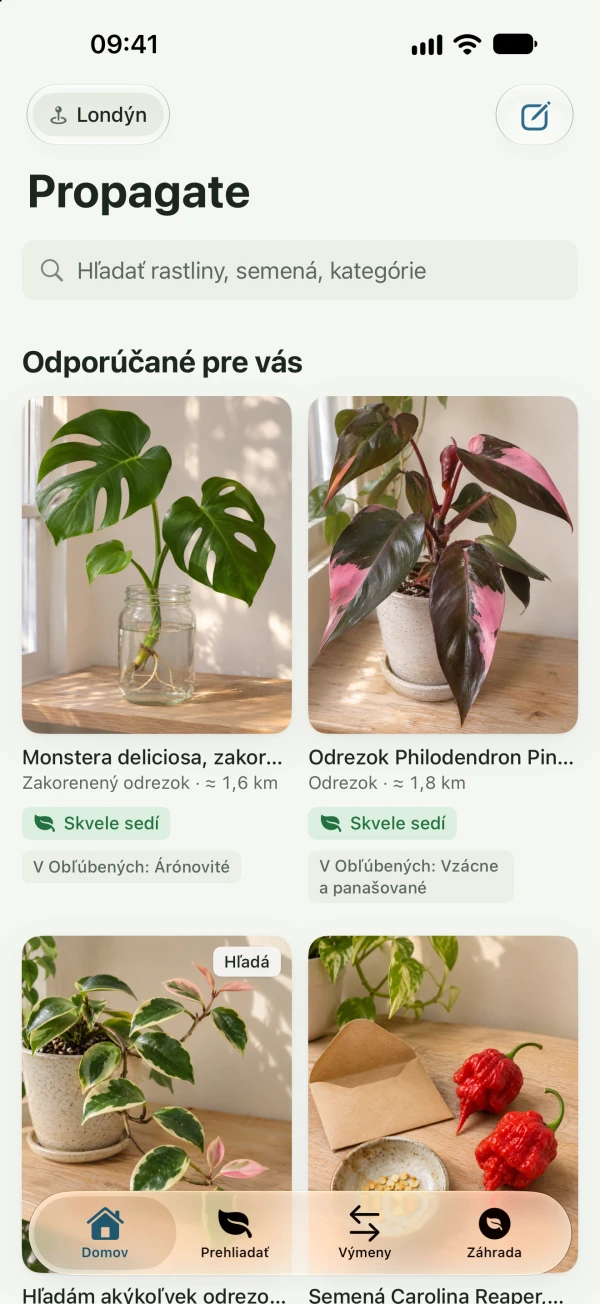 09:41
Londýn
Propagate
Hľadať rastliny, semená, kategórie
Odporúčané pre vás
Monstera deliciosa, zakor...
Zakorenený odrezok · ≈ 1,6 km
Skvele sedí
V Obľúbených: Árónovité
Odrezok Philodendron Pin...
Odrezok · ≈ 1,8 km
Skvele sedí
V Obľúbených: Vzácne
a panašované
Hľadá
Hľadám akýkoľvek odrezo...
Semená Carolina Reaper,...
Domov
Prehliadať
Výmeny
Záhrada